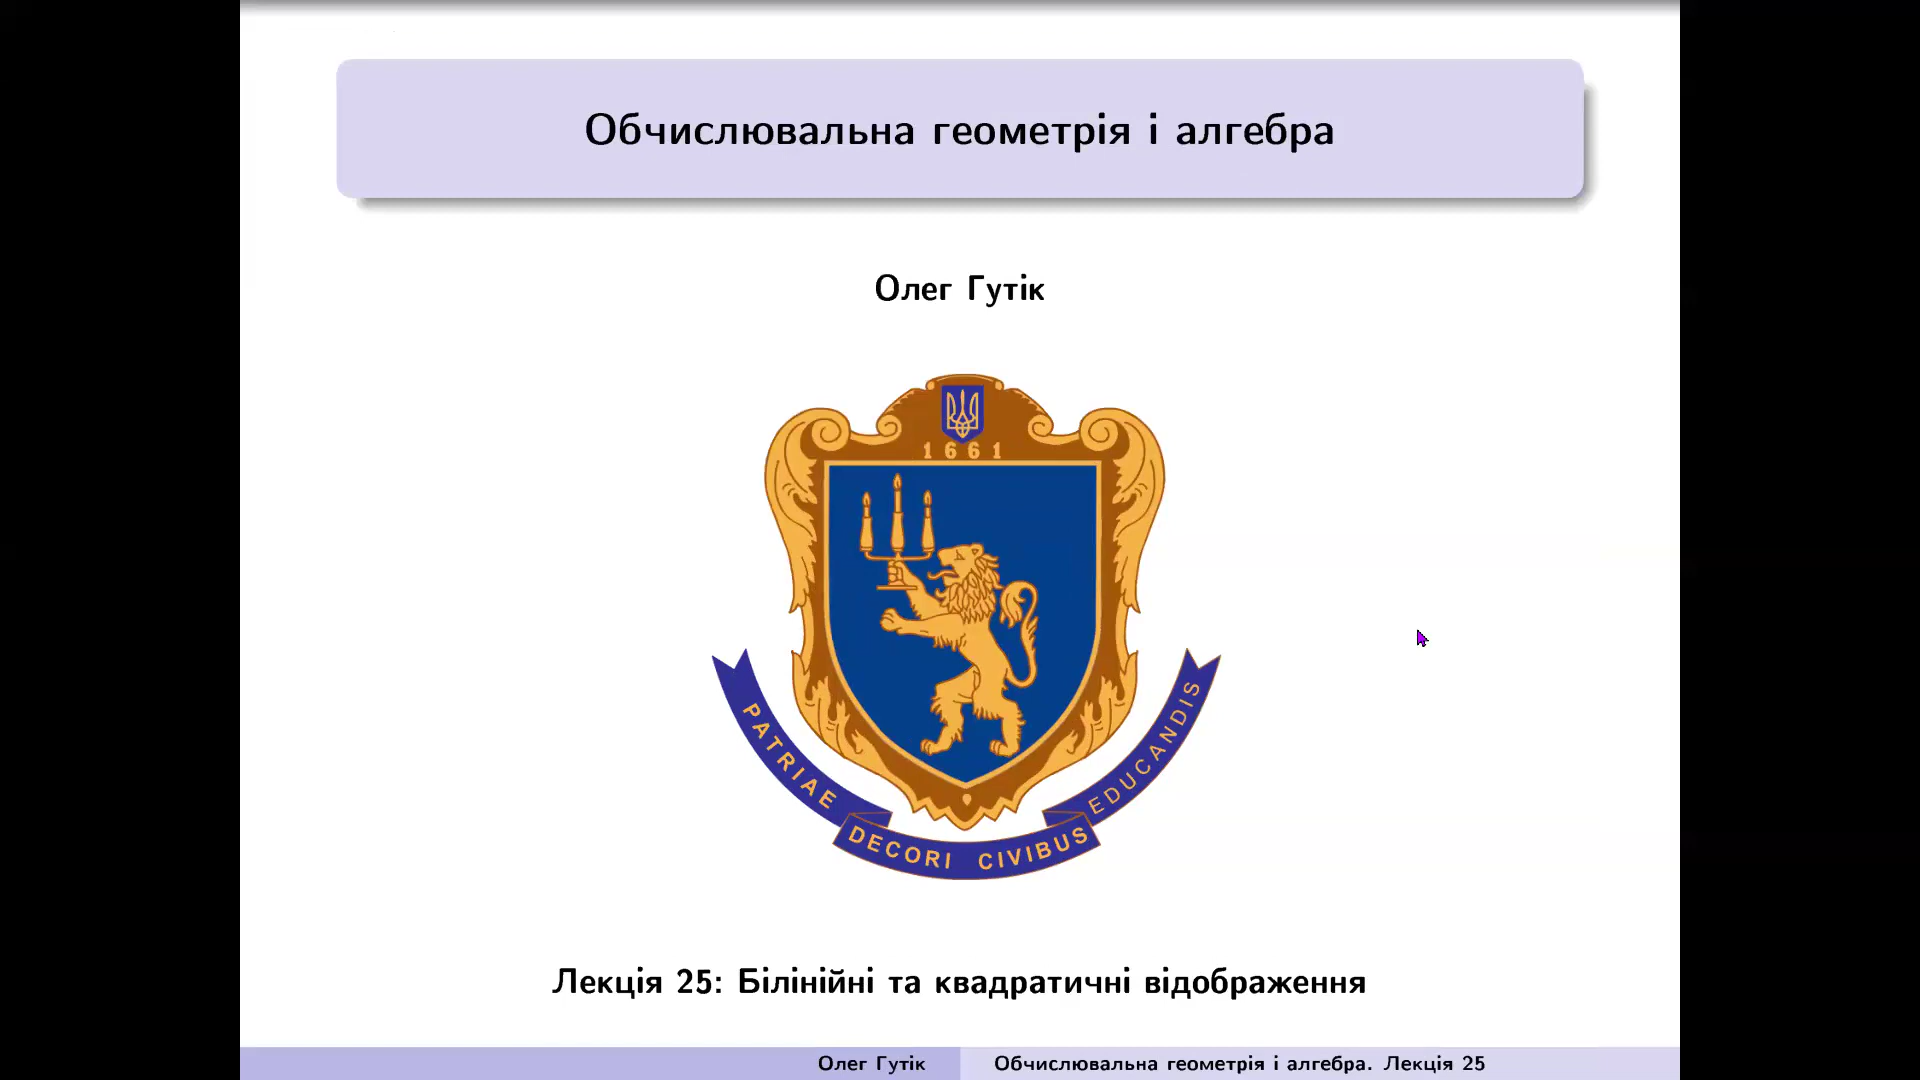 Обчислювальна геометрія і алгебра
Олег Гутік
1661
PATRIAE DECORI CIVIBUS EDUCANDIS
Лекція 25: Білінійні та квадратичні відображення
Олег Гутік
Обчислювальна геометрія і алгебра. Лекція 25